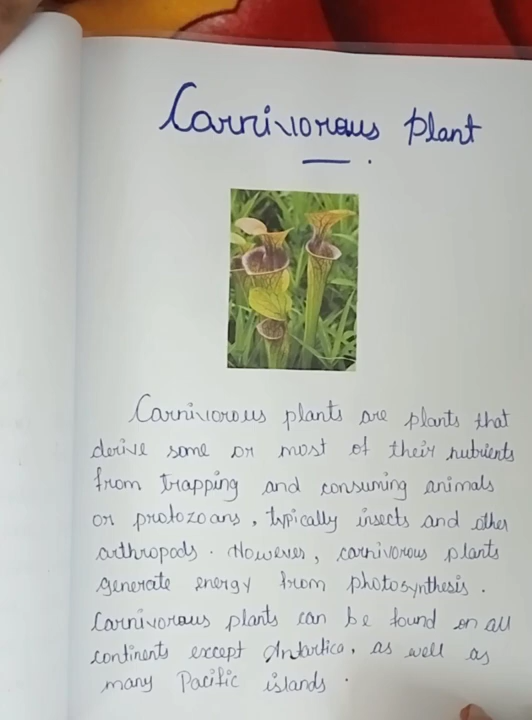 Carnivorous plant
Carnivorous plants are plants that
derive some or most of their nutrients
from trapping and consuming animals
or protozoans, typically insects and other
arthropods. However, carnivorous plants
generate energy from photosynthesis.
Carnivorous plants can be found on all
continents except Antartica, as well as
many Pacific islands.